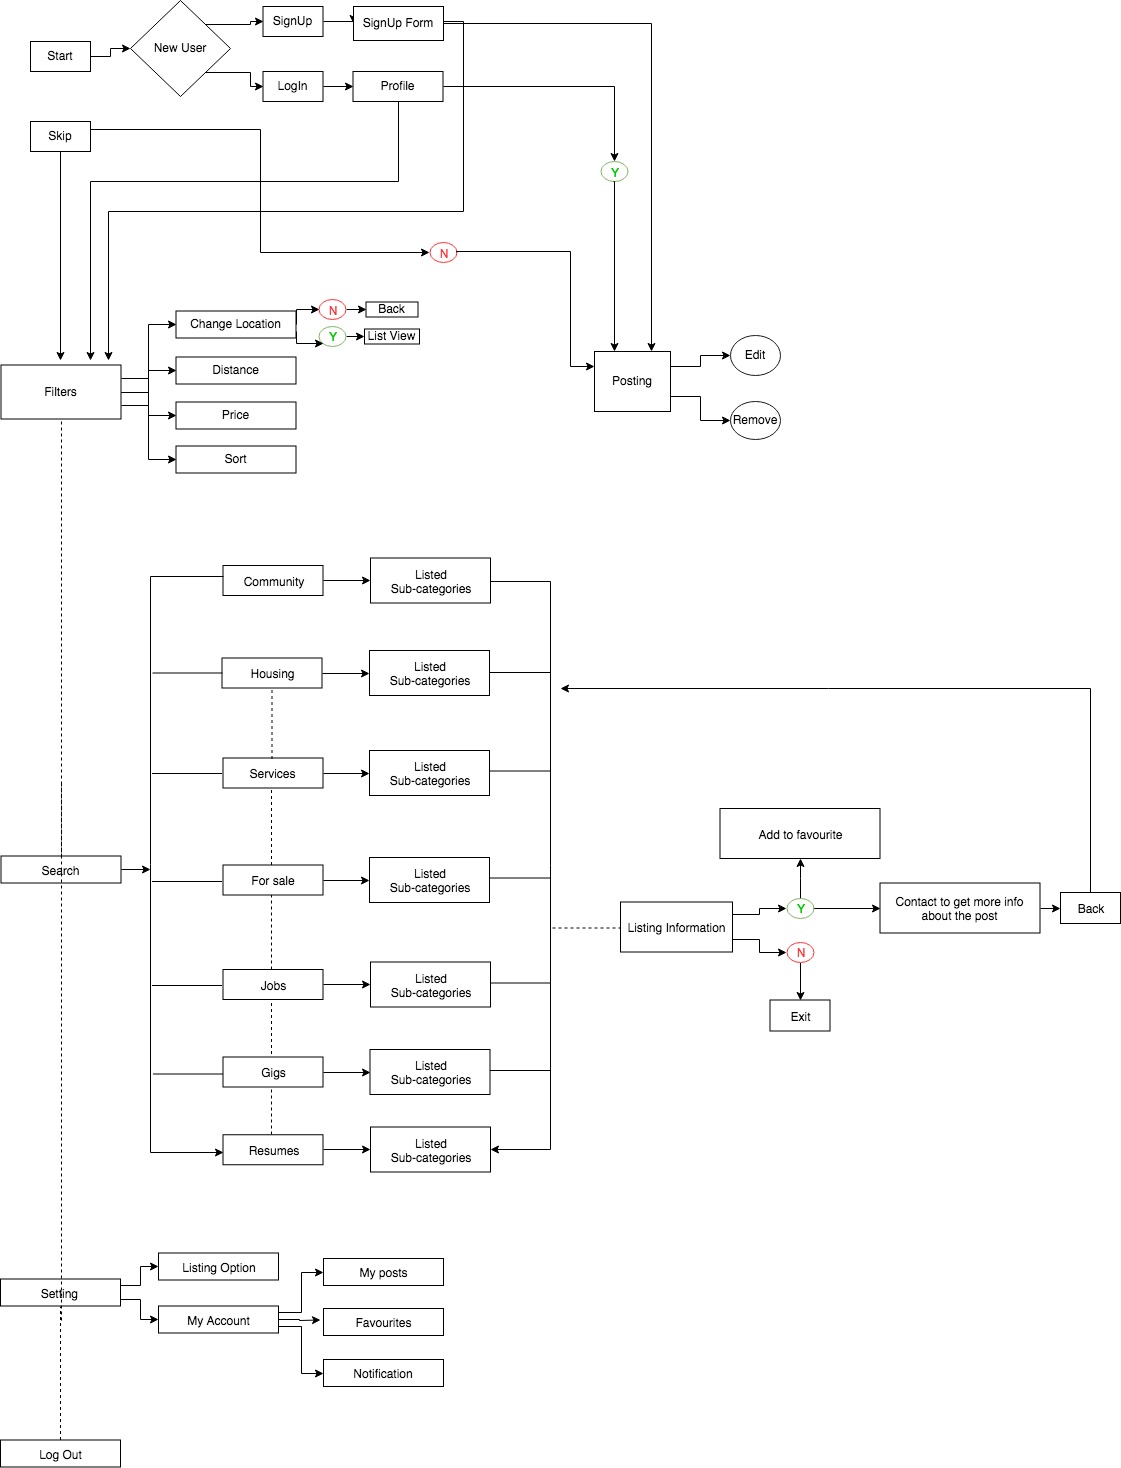 Start
New User
SignUp
SignUp Form
LogIn
Profile
Skip
Y
N
Change Location
N
Back
Y
List View
Filters
Distance
Price
Sort
Posting
Edit
Remove
Community
Listed
Sub-categories
Housing
Listed
Sub-categories
Services
Listed
Sub-categories
Search
For sale
Listed
Sub-categories
Jobs
Listed
Sub-categories
Gigs
Listed
Sub-categories
Resumes
Listed
Sub-categories
Add to favourite
Listing Information
Y
Contact to get more info
about the post
Back
N
Exit
Setting
Listing Option
My Account
My posts
Favourites
Notification
Log Out